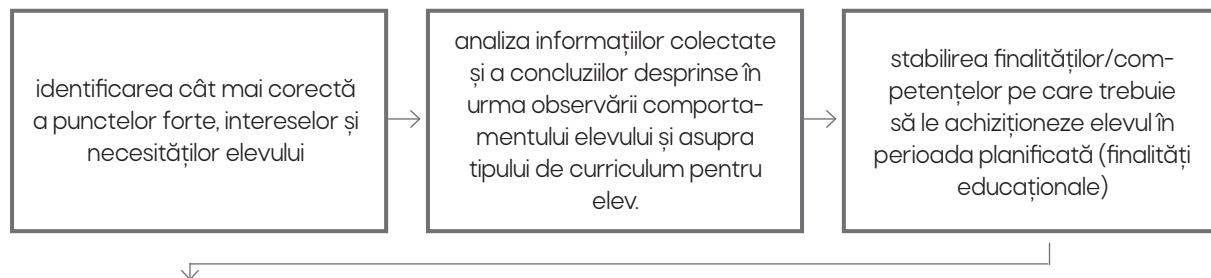 identificarea cât mai corectă
a punctelor forte, intereselor și
necesităților elevului
analiza informațiilor colectate
și a concluziilor desprinse în
urma observării comporta-
mentului elevului și asupra
tipului de curriculum pentru
elev.
stabilirea finalităților/com-
petențelor pe care trebuie
să le achiziționeze elevul în
perioada planificată (finalități
educaționale)